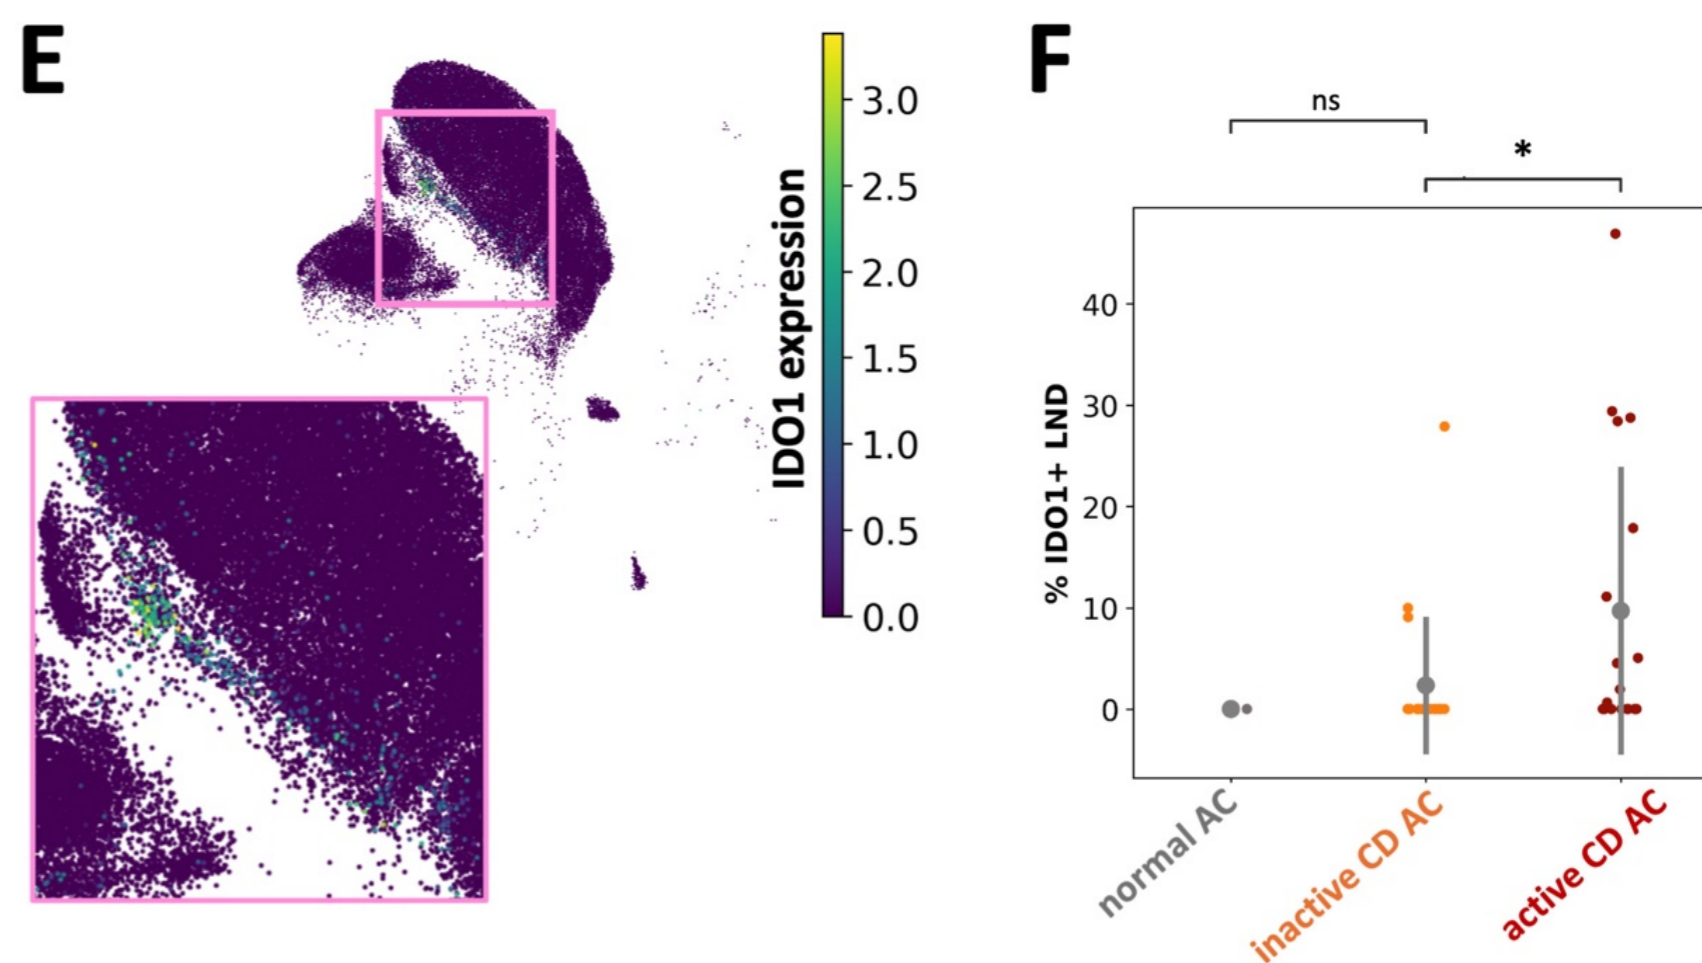 E
3.0
2.5
2.0
1.5
1.0
0.5
0.0
IDO1 expression
F
ns
*
40
30
20
10
0
% IDO1+ LND
normal AC
inactive CD AC
active CD AC